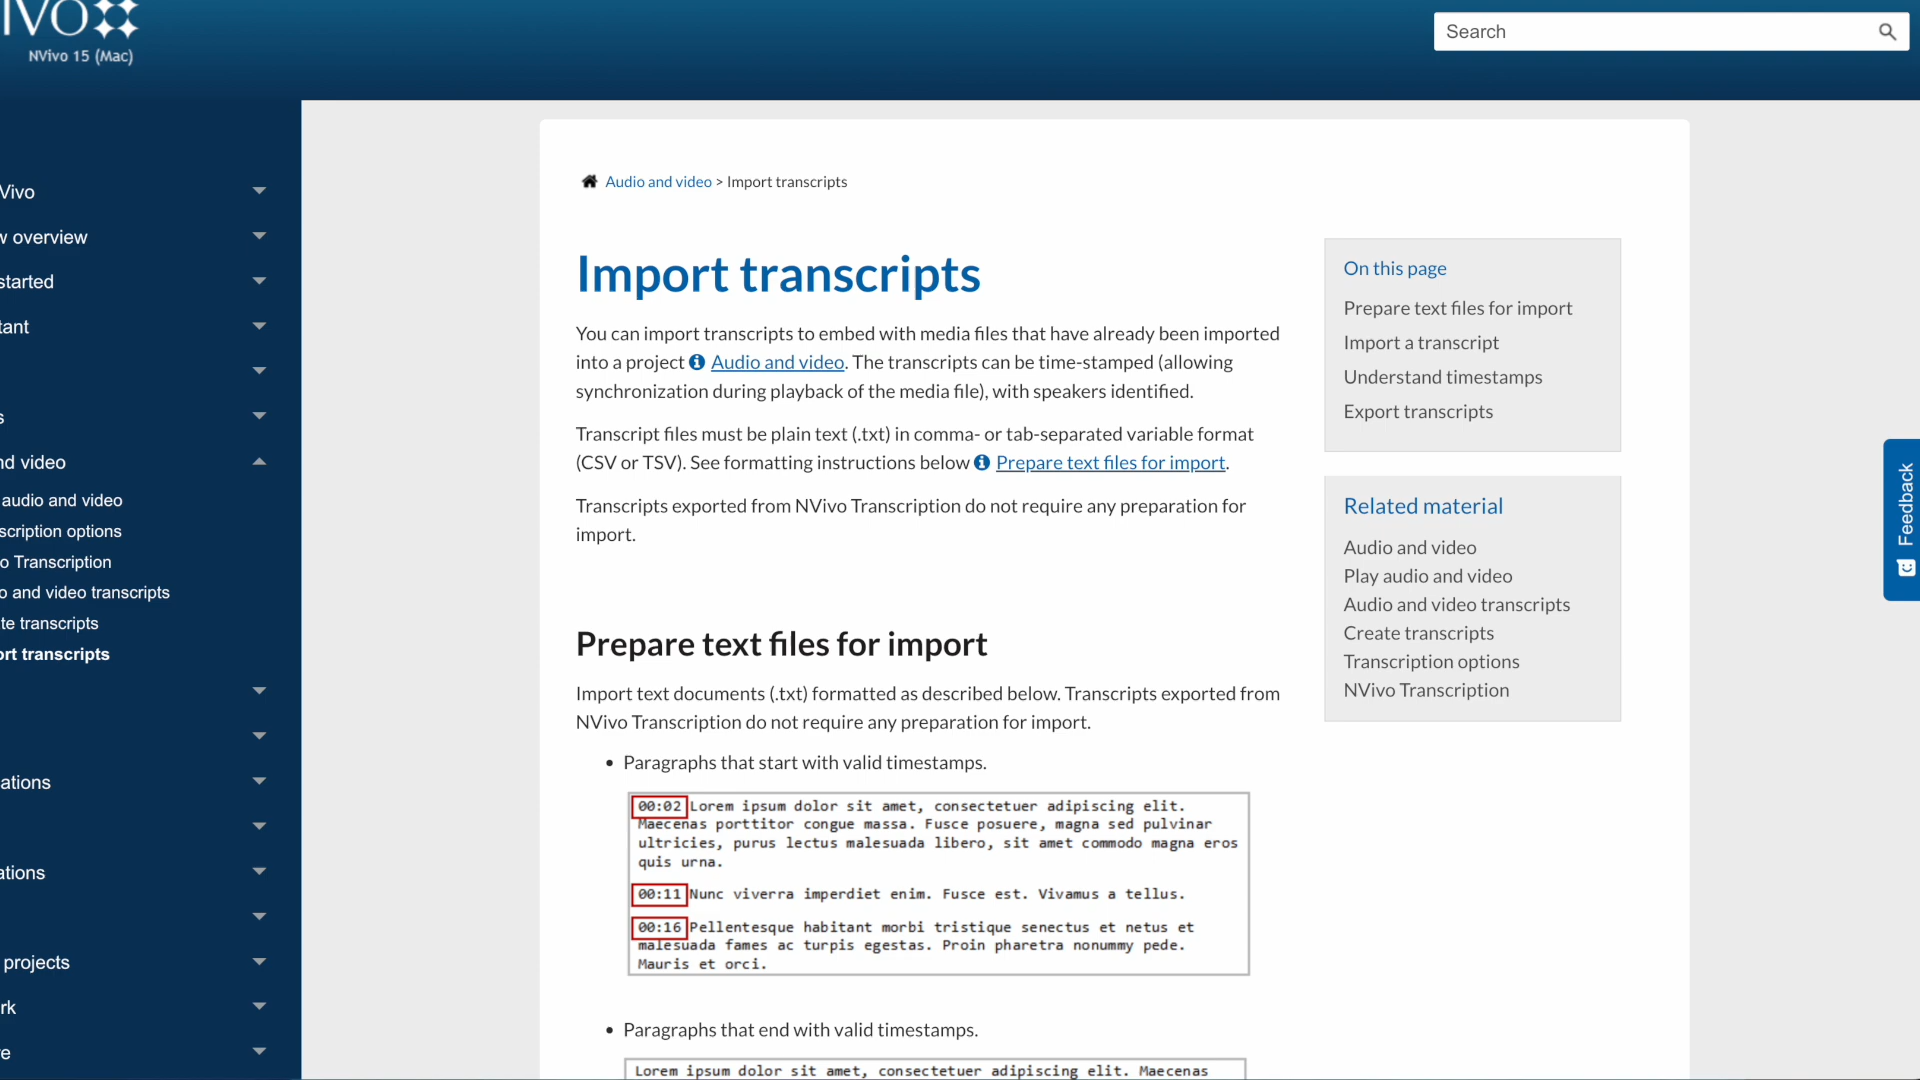 NVivo 15 (Mac)
Search
Audio and video > Import transcripts
Import transcripts
You can import transcripts to embed with media files that have already been imported
into a project Audio and video. The transcripts can be time-stamped (allowing
synchronization during playback of the media file), with speakers identified.
Transcript files must be plain text (.txt) in comma- or tab-separated variable format
(CSV or TSV). See formatting instructions below Prepare text files for import.
Transcripts exported from NVivo Transcription do not require any preparation for
import.
Prepare text files for import
Import text documents (.txt) formatted as described below. Transcripts exported from
NVivo Transcription do not require any preparation for import.
• Paragraphs that start with valid timestamps.
00:02 Lorem ipsum dolor sit amet, consectetuer adipiscing elit.
Maecenas porttitor congue massa. Fusce posuere, magna sed pulvinar
ultricies, purus lectus malesuada libero, sit amet commodo magna eros
quis urna.
00:11 Nunc viverra imperdiet enim. Fusce est. Vivamus a tellus.
00:16 Pellentesque habitant morbi tristique senectus et netus et
malesuada fames ac turpis egestas. Proin pharetra nonummy pede.
Mauris et orci.
• Paragraphs that end with valid timestamps.
Lorem ipsum dolor sit amet, consectetuer adipiscing elit. Maecenas
On this page
Prepare text files for import
Import a transcript
Understand timestamps
Export transcripts
Related material
Audio and video
Play audio and video
Audio and video transcripts
Create transcripts
Transcription options
NVivo Transcription
Feedback
Vivo
overview
started
tant
s
nd video
audio and video
scription options
o Transcription
o and video transcripts
te transcripts
ort transcripts
ations
ations
projects
rk
e